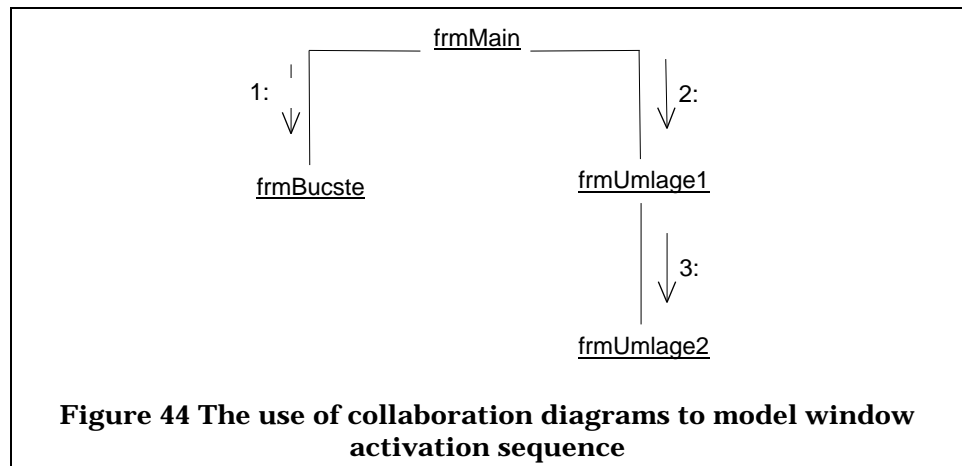 frmMain
1:
2:
frmBucste
frmUmlage1
3:
frmUmlage2
Figure 44 The use of collaboration diagrams to model window
activation sequence